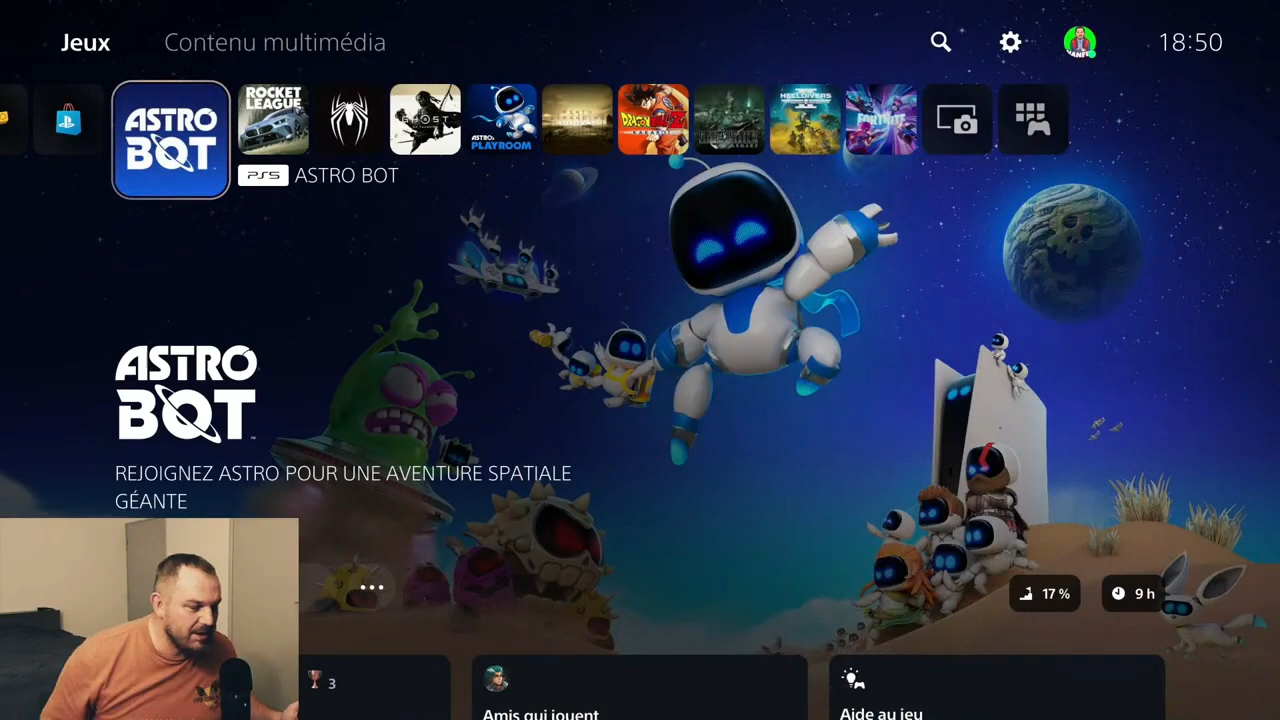 Jeux
Contenu multimédia
18:50
ASTRO
BOT
ROCKET
LEAGUE
GHOST
ASTRO's
PLAYROOM
DRAGON BALL Z
KAKAROT
HELLDIVERS
FORTNITE
PS5 ASTRO BOT
ASTRO
BOT
REJOIGNEZ ASTRO POUR UNE AVENTURE SPATIALE
GÉANTE
•••
17 %
9 h
3
Amis qui jouent
Aide au jeu